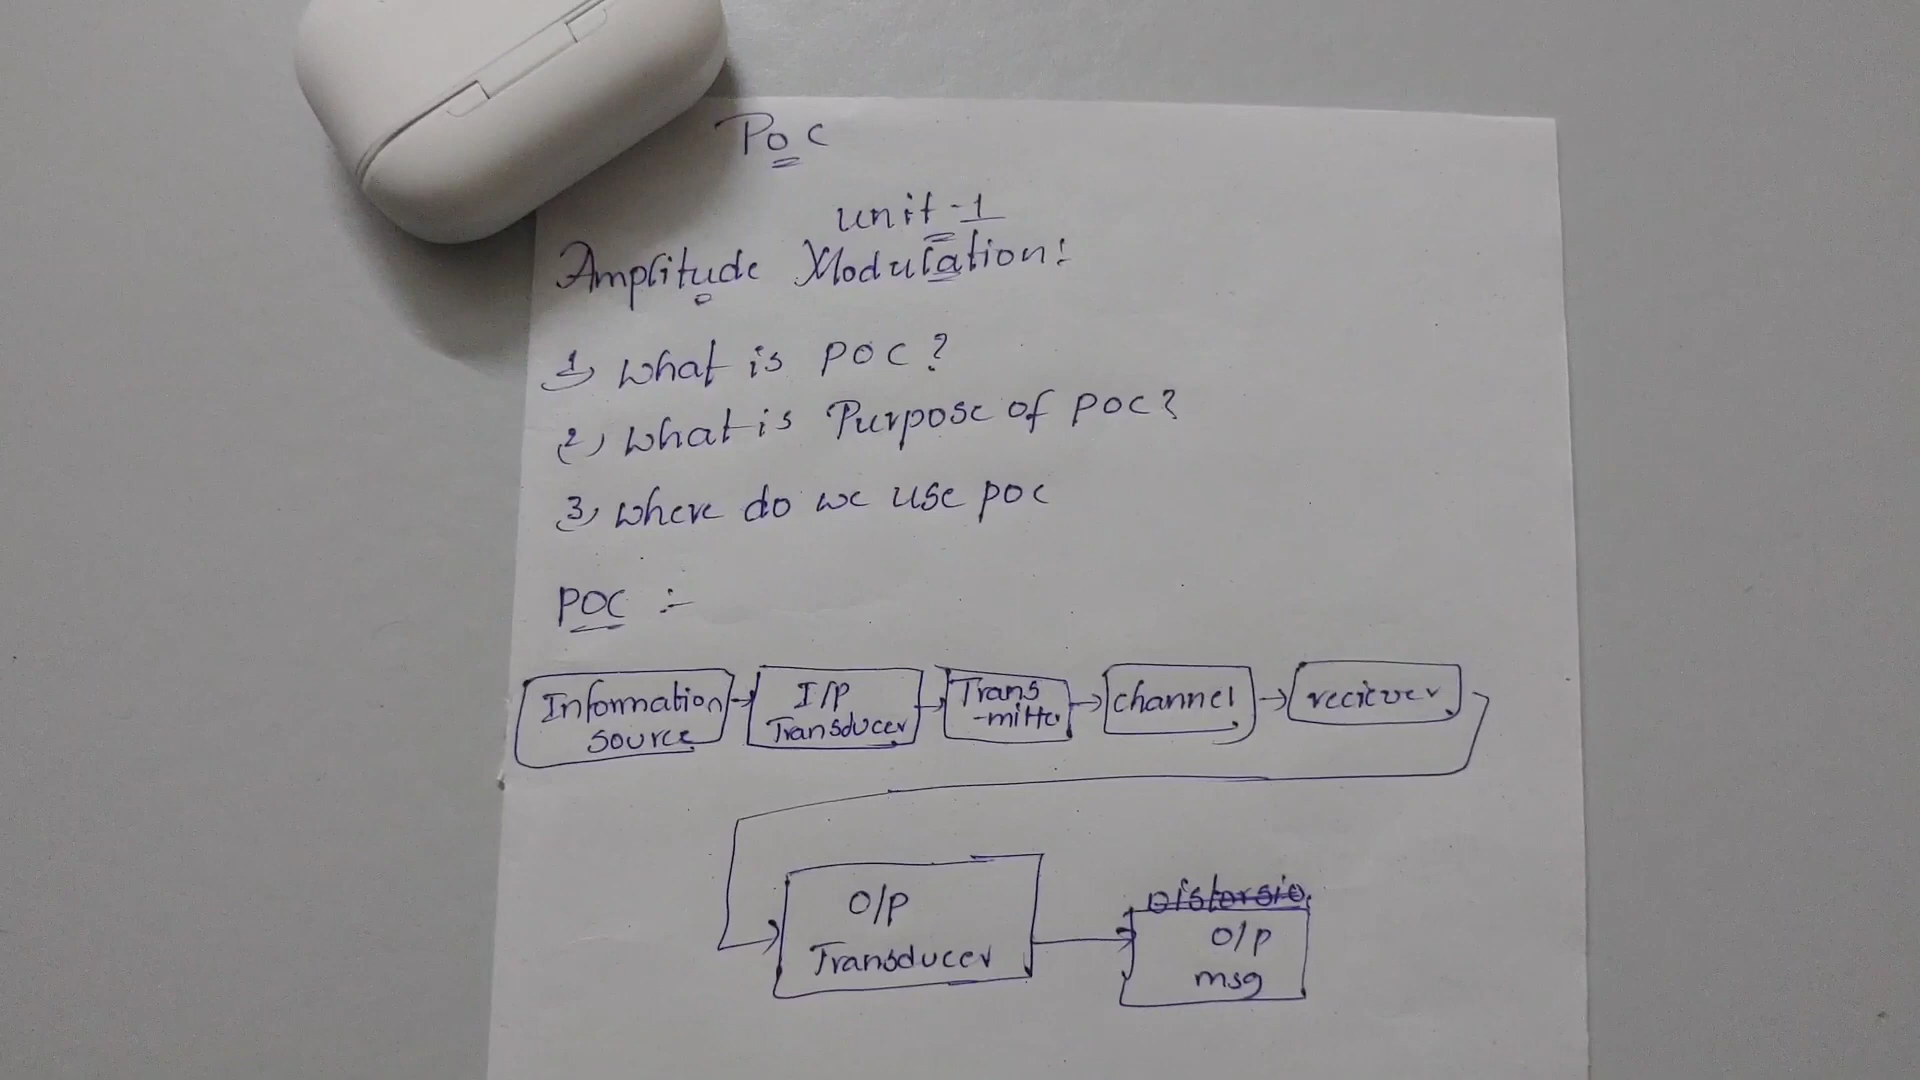 POC
unit-1
Amplitude Modulation:
1) What is POC?
2) What is Purpose of POC?
3) Where do we use POC
POC :-
Information source
I/P Transducer
Trans-mitter
channel
reciever
O/P Transducer
Distorsio
O/P msg